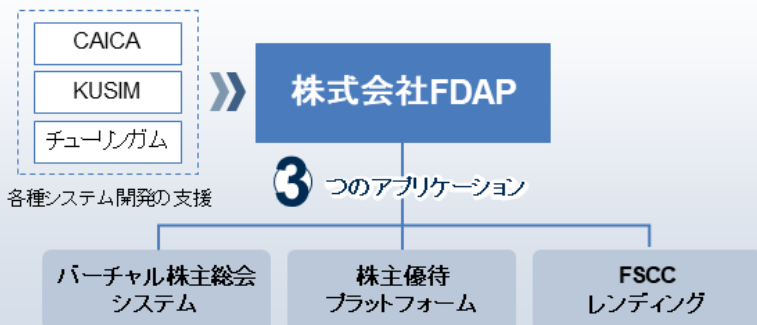 CAICA
KUSIM
チューリンガム
各種システム開発の支援
株式会社FDAP
3つのアプリケーション
バーチャル株主総会
システム
株主優待
プラットフォーム
FSCC
レンディング